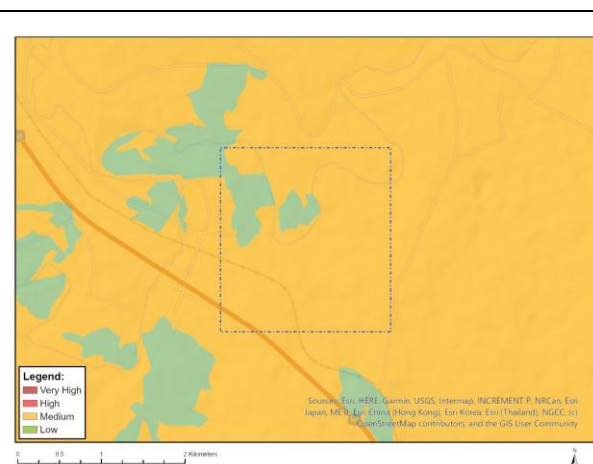 Legend:
Very High
High
Medium
Low
Sources: Esri, HERE, Garmin, USGS, Intermap, INCREMENT P, NRCan, Esri
Japan, METI, Esri China (Hong Kong), Esri Korea, Esri (Thailand), NGCC, (c)
OpenStreetMap contributors, and the GIS User Community
0 0.5 1 2 Kilometers
N